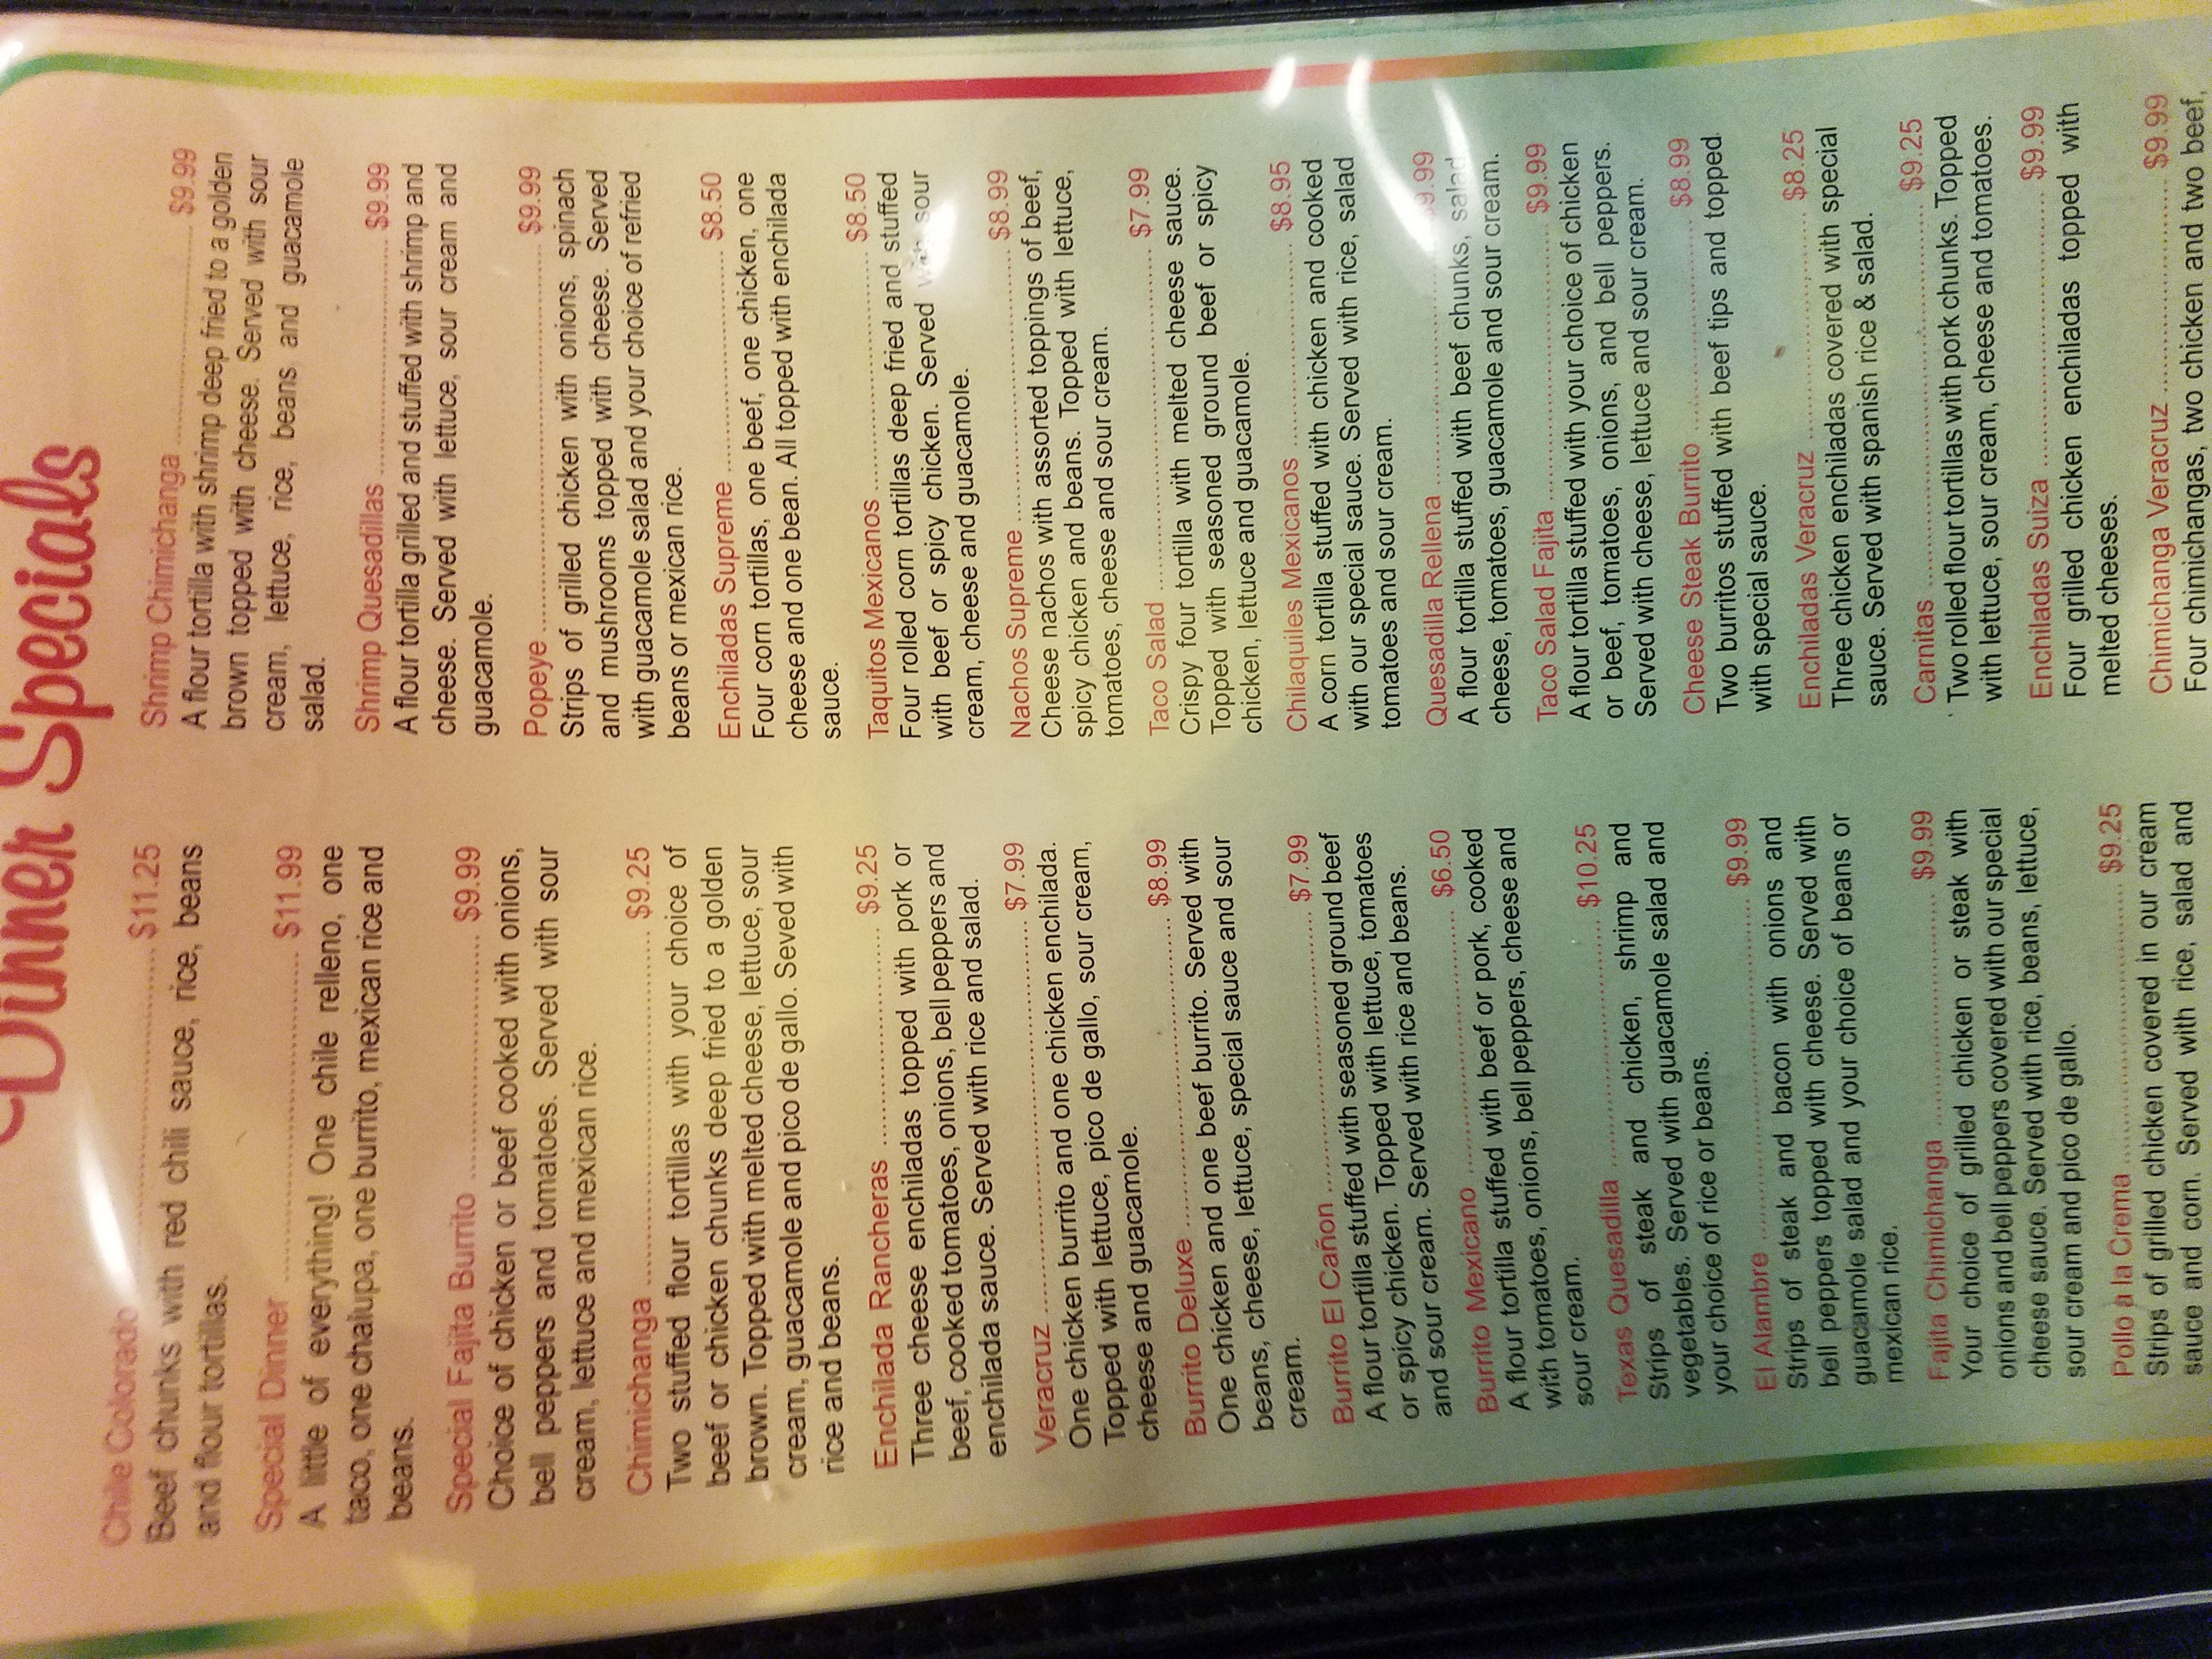 Dinner Specials
Chile Colorado ........ $11.25
Beef chunks with red chili sauce, rice, beans
and flour tortillas.
Special Dinner ........ $11.99
A little of everything! One chile relleno, one
taco, one chalupa, one burrito, mexican rice and
beans.
Special Fajita Burrito ........ $9.99
Choice of chicken or beef cooked with onions,
bell peppers and tomatoes. Served with sour
cream, lettuce and mexican rice.
Chimichanga ........ $9.25
Two stuffed flour tortillas with your choice of
beef or chicken chunks deep fried to a golden
brown. Topped with melted cheese, lettuce, sour
cream, guacamole and pico de gallo. Seved with
rice and beans.
Enchilada Rancheras ........ $9.25
Three cheese enchiladas topped with pork or
beef, cooked tomatoes, onions, bell peppers and
enchilada sauce. Served with rice and salad.
Veracruz ........ $7.99
One chicken burrito and one chicken enchilada.
Topped with lettuce, pico de gallo, sour cream,
cheese and guacamole.
Burrito Deluxe ........ $8.99
One chicken and one beef burrito. Served with
beans, cheese, lettuce, special sauce and sour
cream.
Burrito El Cañon ........ $7.99
A flour tortilla stuffed with seasoned ground beef
or spicy chicken. Topped with lettuce, tomatoes
and sour cream. Served with rice and beans.
Burrito Mexicano ........ $6.50
A flour tortilla stuffed with beef or pork, cooked
with tomatoes, onions, bell peppers, cheese and
sour cream.
Texas Quesadilla ........ $10.25
Strips of steak and chicken, shrimp and
vegetables. Served with guacamole salad and
your choice of rice or beans.
El Alambre ........ $9.99
Strips of steak and bacon with onions and
bell peppers topped with cheese. Served with
guacamole salad and your choice of beans or
mexican rice.
Fajita Chimichanga ........ $9.99
Your choice of grilled chicken or steak with
onions and bell peppers covered with our special
cheese sauce. Served with rice, beans, lettuce,
sour cream and pico de gallo.
Pollo a la Crema ........ $9.25
Strips of grilled chicken covered in our cream
sauce and corn. Served with rice, salad and
Shrimp Chimichanga ........ $9.99
A flour tortilla with shrimp deep fried to a golden
brown topped with cheese. Served with sour
cream, lettuce, rice, beans and guacamole
salad.
Shrimp Quesadillas ........ $9.99
A flour tortilla grilled and stuffed with shrimp and
cheese. Served with lettuce, sour cream and
guacamole.
Popeye ........ $9.99
Strips of grilled chicken with onions, spinach
and mushrooms topped with cheese. Served
with guacamole salad and your choice of refried
beans or mexican rice.
Enchiladas Supreme ........ $8.50
Four corn tortillas, one beef, one chicken, one
cheese and one bean. All topped with enchilada
sauce.
Taquitos Mexicanos ........ $8.50
Four rolled corn tortillas deep fried and stuffed
with beef or spicy chicken. Served with sour
cream, cheese and guacamole.
Nachos Supreme ........ $8.99
Cheese nachos with assorted toppings of beef,
spicy chicken and beans. Topped with lettuce,
tomatoes, cheese and sour cream.
Taco Salad ........ $7.99
Crispy four tortilla with melted cheese sauce.
Topped with seasoned ground beef or spicy
chicken, lettuce and guacamole.
Chilaquiles Mexicanos ........ $8.95
A corn tortilla stuffed with chicken and cooked
with our special sauce. Served with rice, salad
tomatoes and sour cream.
Quesadilla Rellena ........ 9.99
A flour tortilla stuffed with beef chunks, salad
cheese, tomatoes, guacamole and sour cream.
Taco Salad Fajita ........ $9.99
A flour tortilla stuffed with your choice of chicken
or beef, tomatoes, onions, and bell peppers.
Served with cheese, lettuce and sour cream.
Cheese Steak Burrito ........ $8.99
Two burritos stuffed with beef tips and topped
with special sauce.
Enchiladas Veracruz ........ $8.25
Three chicken enchiladas covered with special
sauce. Served with spanish rice & salad.
Carnitas ........ $9.25
Two rolled flour tortillas with pork chunks. Topped
with lettuce, sour cream, cheese and tomatoes.
Enchiladas Suiza ........ $9.99
Four grilled chicken enchiladas topped with
melted cheeses.
Chimichanga Veracruz ........ $9.99
Four chimichangas, two chicken and two beef,